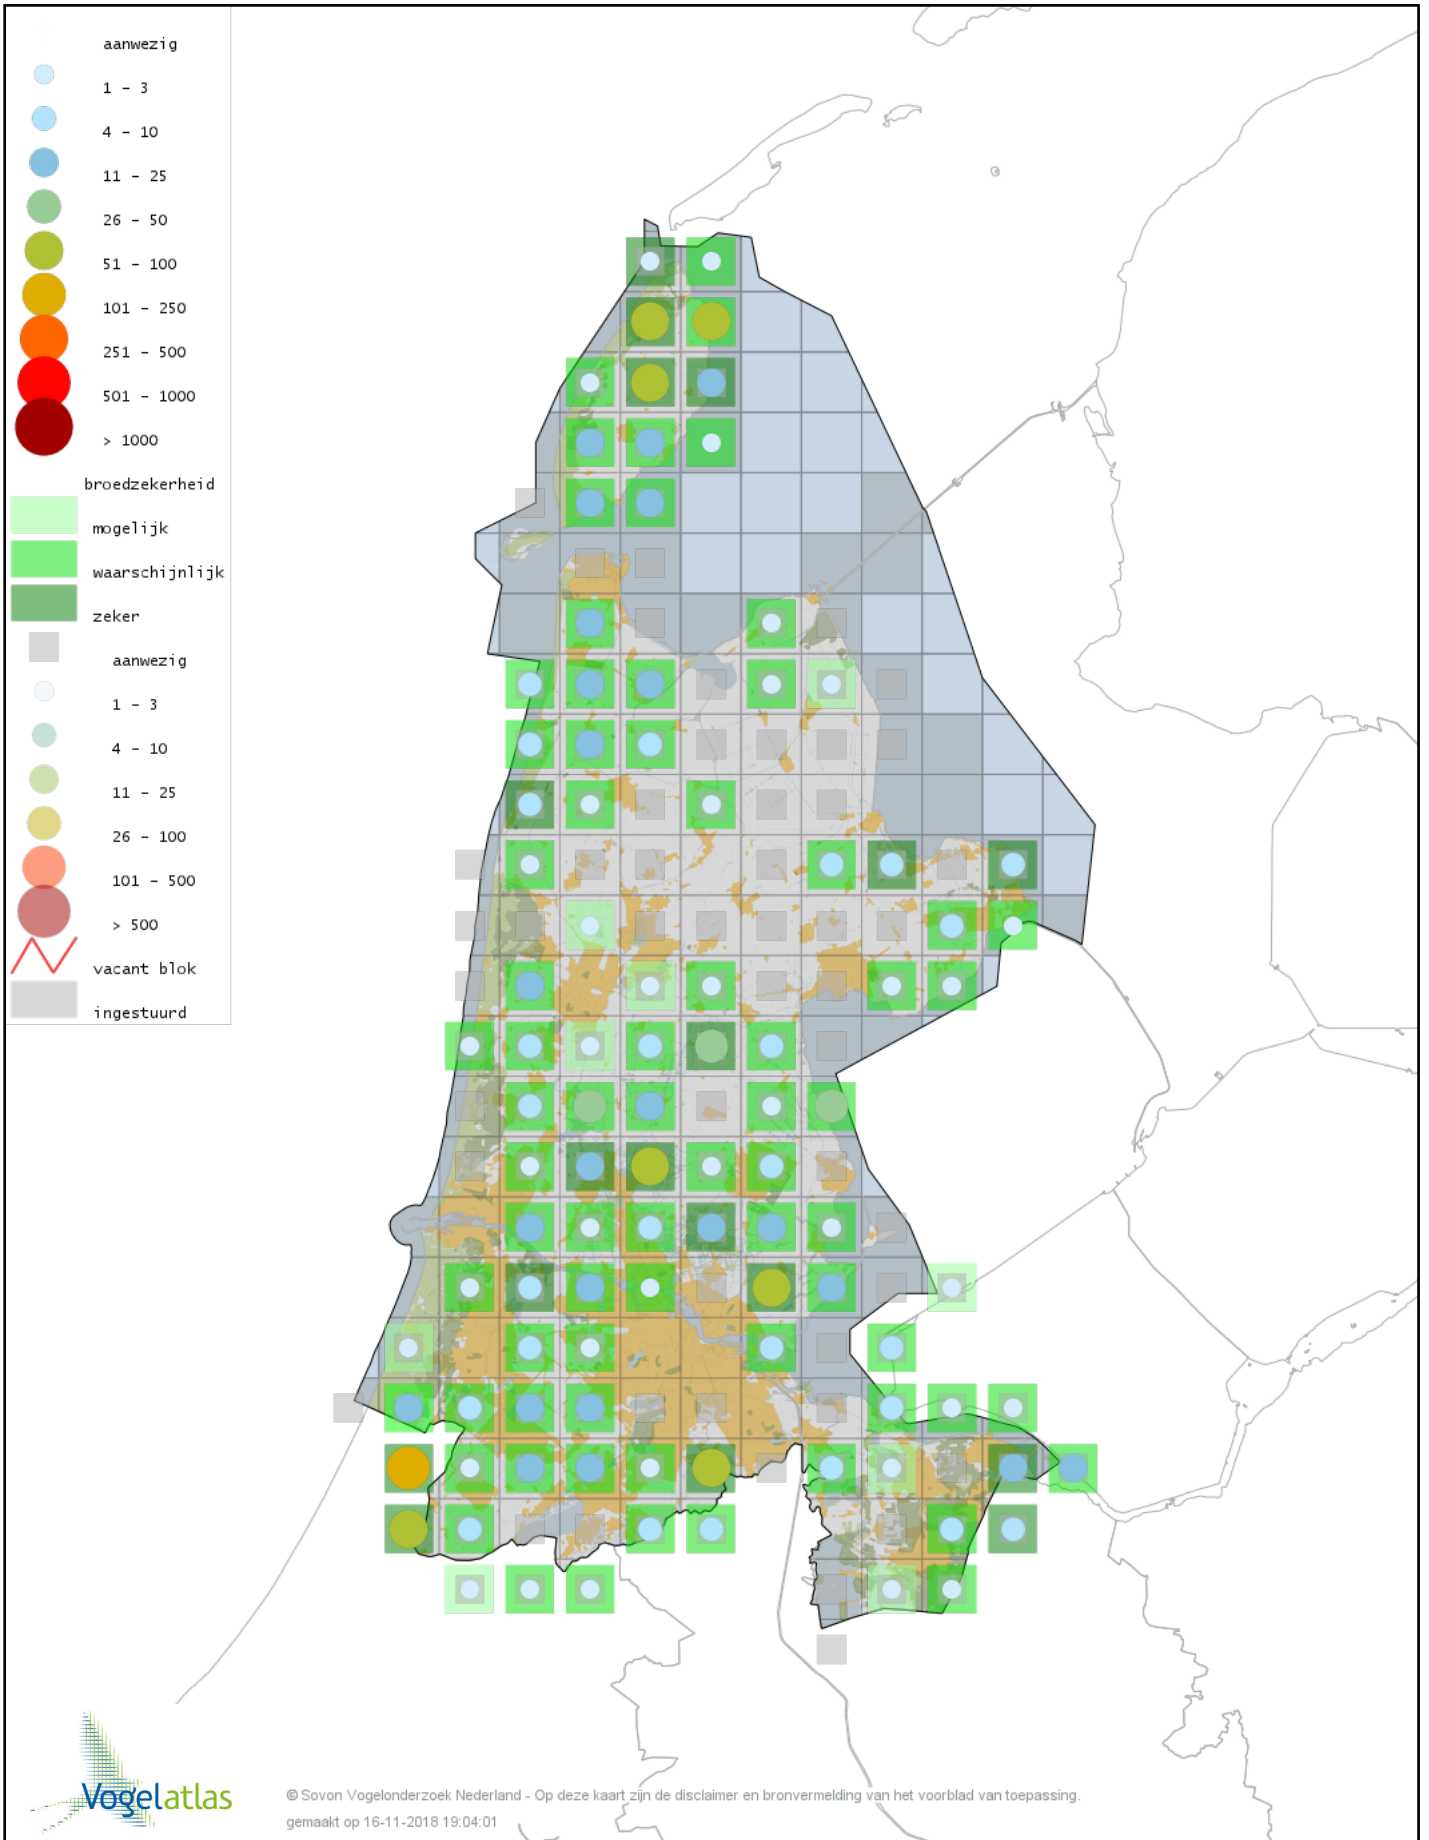 aanwezig
1 - 3
4 - 10
11 - 25
26 - 50
51 - 100
101 - 250
251 - 500
501 - 1000
> 1000
broedzekerheid
mogelijk
waarschijnlijk
zeker
aanwezig
1 - 3
4 - 10
11 - 25
26 - 100
101 - 500
> 500
vacant blok
ingestuurd
Vogelatlas
© Sovon Vogelonderzoek Nederland - Op deze kaart zijn de disclaimer en bronvermelding van het voorblad van toepassing.
gemaakt op 16-11-2018 19:04:01